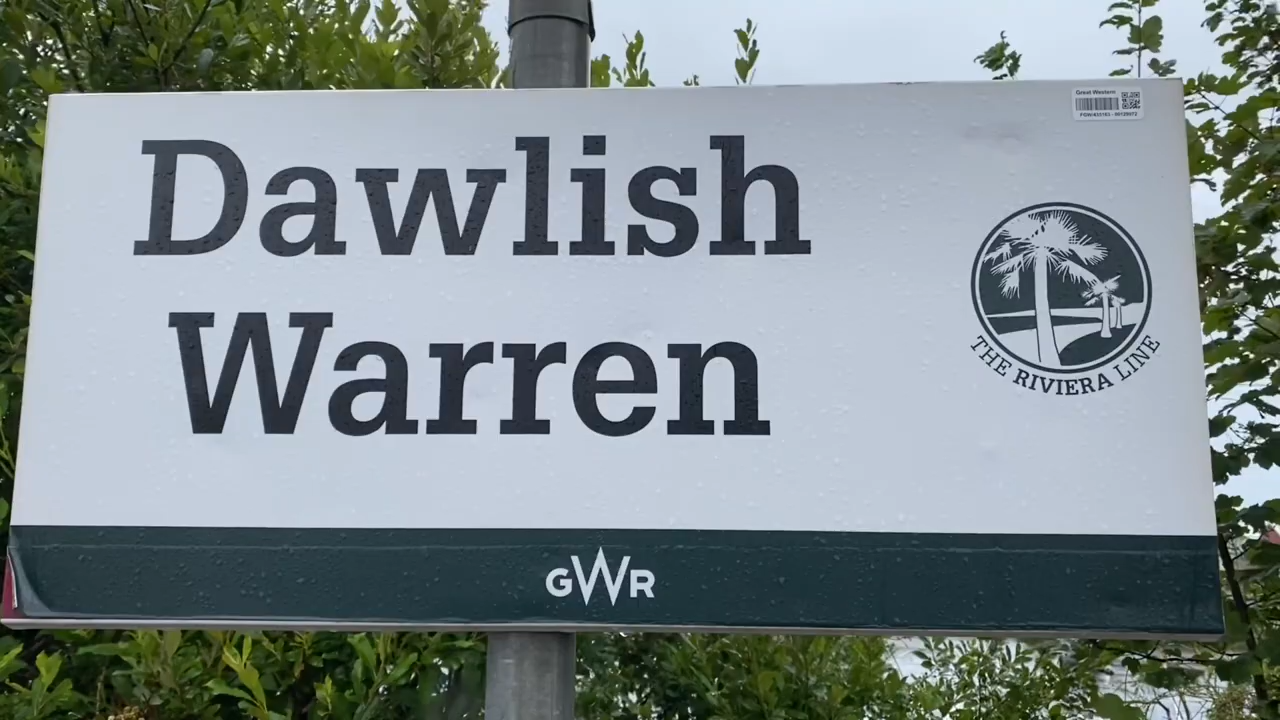 Great Western
Dawlish
Warren
THE RIVIERA LINE
GWR